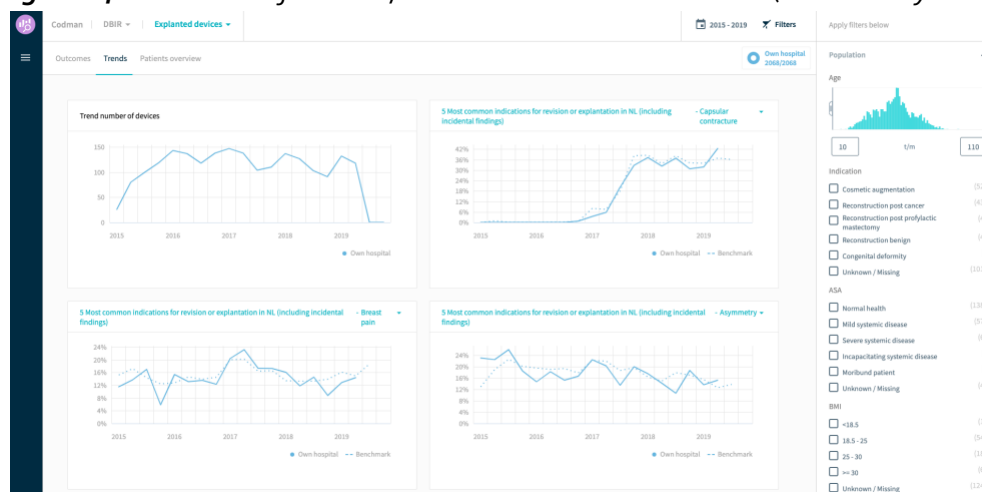 Codman
DBIR
Explanted devices
2015 - 2019
Filters
Apply filters below
Outcomes
Trends
Patients overview
Own hospital
2068/2068
Population
Age
10
t/m
110
Trend number of devices
150
100
50
0
2015 2016 2017 2018 2019
Own hospital
5 Most common indications for revision or explantation in NL (including
incidental findings)
- Capsular
contracture
42%
36%
30%
24%
18%
12%
6%
0%
2015 2016 2017 2018 2019
Own hospital -- Benchmark
5 Most common indications for revision or explantation in NL (including incidental
findings)
- Breast
pain
24%
20%
16%
12%
8%
4%
0%
2015 2016 2017 2018 2019
Own hospital -- Benchmark
5 Most common indications for revision or explantation in NL (including incidental
findings)
- Asymmetry
24%
20%
16%
12%
8%
4%
0%
2015 2016 2017 2018 2019
Own hospital -- Benchmark
Indication
Cosmetic augmentation
Reconstruction post cancer
Reconstruction post profylactic
mastectomy
Reconstruction benign
Congenital deformity
Unknown / Missing
ASA
Normal health
Mild systemic disease
Severe systemic disease
Incapacitating systemic disease
Moribund patient
Unknown / Missing
BMI
<18.5
18.5 - 25
25 - 30
>= 30
Unknown / Missing